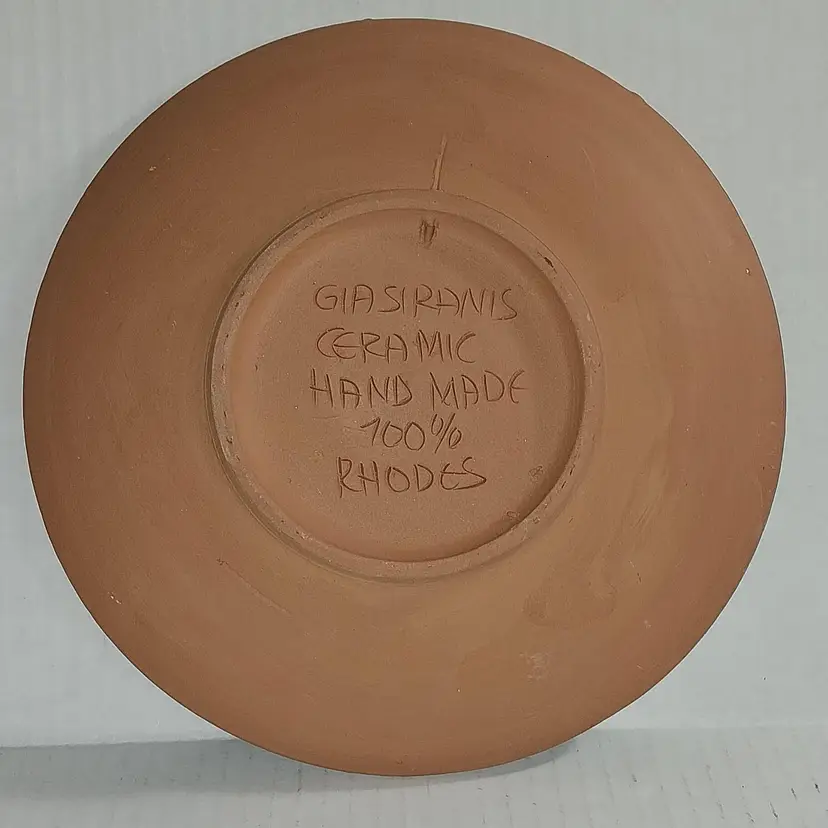 GIASIRANIS
CERAMIC
HAND MADE
100%
RHODES